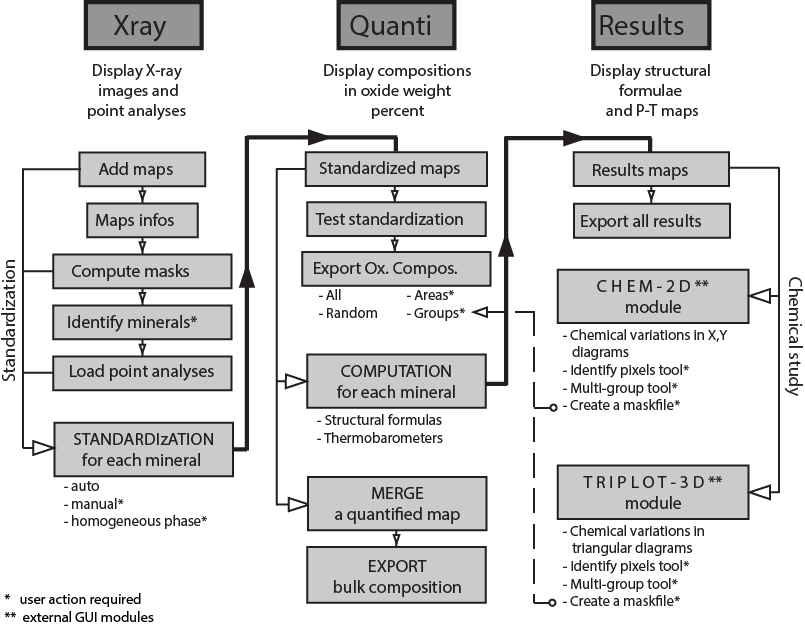 Xray
Display X-ray
images and
point analyses
Add maps
Maps infos
Compute masks
Identify minerals*
Load point analyses
Standardization
STANDARDIzATION
for each mineral
- auto
- manual*
- homogeneous phase*
* user action required
** external GUI modules
Quanti
Display compositions
in oxide weight
percent
Standardized maps
Test standardization
Export Ox. Compos.
- All
- Random
- Areas*
- Groups*
COMPUTATION
for each mineral
- Structural formulas
- Thermobarometers
MERGE
a quantified map
EXPORT
bulk composition
Results
Display structural
formulae
and P-T maps
Results maps
Export all results
Chemical study
CHEM-2D**
module
- Chemical variations in X,Y
diagrams
- Identify pixels tool*
- Multi-group tool*
- Create a maskfile*
TRIPLOT-3D**
module
- Chemical variations in
triangular diagrams
- Identify pixels tool*
- Multi-group tool*
- Create a maskfile*